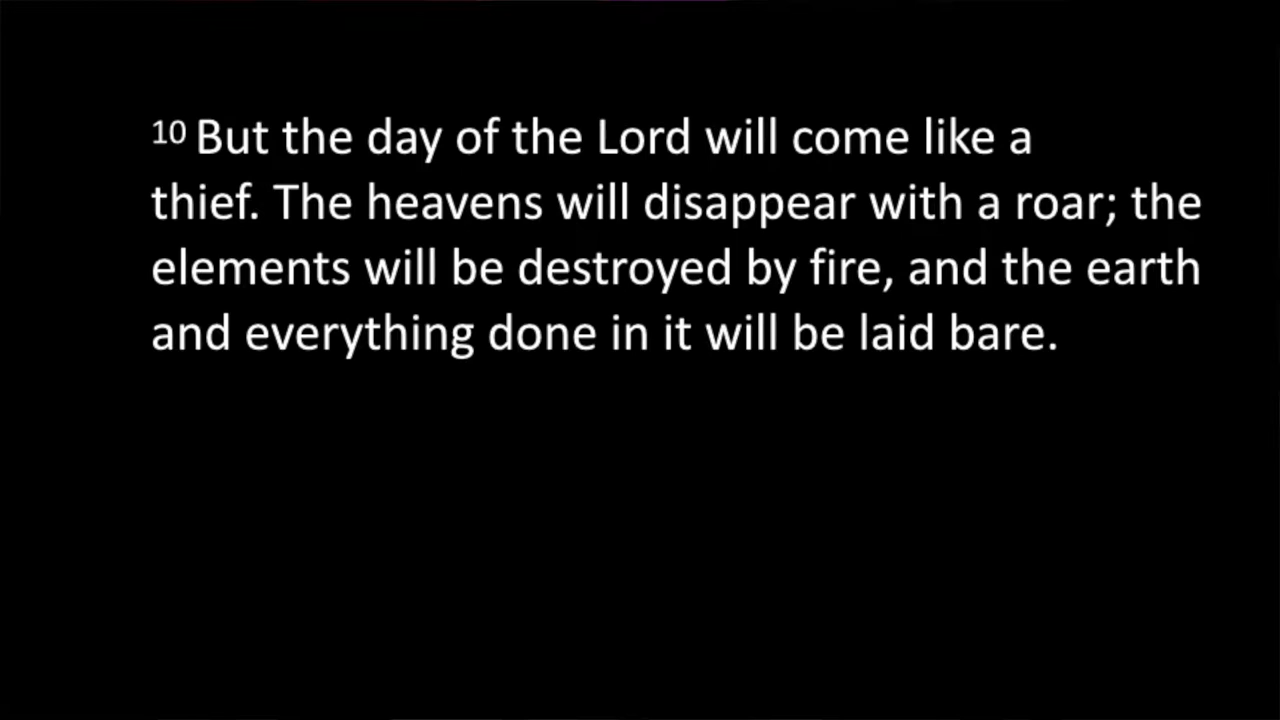 10 But the day of the Lord will come like a
thief. The heavens will disappear with a roar; the
elements will be destroyed by fire, and the earth
and everything done in it will be laid bare.